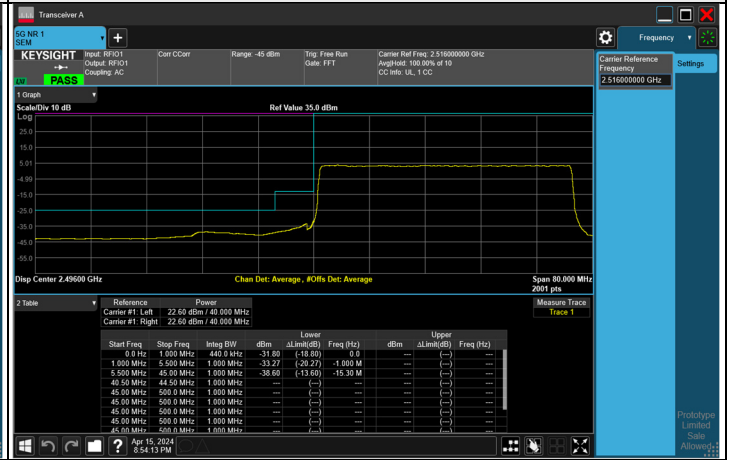 Transceiver A
5G NR 1
SEM
Frequency
KEYSIGHT
LVI
PASS
Input: RFIO1
Output: RFIO1
Coupling: AC
Corr CCorr
Range: -45 dBm
Trig: Free Run
Gate: FFT
Carrier Ref Freq: 2.516000000 GHz
Avg|Hold: 100.00% of 10
CC Info: UL, 1 CC
Carrier Reference
Frequency
2.516000000 GHz
Settings
1 Graph
Scale/Div 10 dB
Ref Value 35.0 dBm
Log
25.0
15.0
5.01
-4.99
-15.0
-25.0
-35.0
-45.0
-55.0
Disp Center 2.49600 GHz
Chan Det: Average , #Offs Det: Average
Span 80.000 MHz
2001 pts
2 Table
Reference Power
Carrier #1: Left 22.60 dBm / 40.000 MHz
Carrier #1: Right 22.60 dBm / 40.000 MHz
Measure Trace
Trace 1
Lower Upper
Start Freq Stop Freq Integ BW dBm ΔLimit(dB) Freq (Hz) dBm ΔLimit(dB) Freq (Hz)
0.0 Hz 1.000 MHz 440.0 kHz -31.80 (-18.80) 0.0 --- (---) ---
1.000 MHz 5.500 MHz 1.000 MHz -33.27 (-20.27) -1.000 M --- (---) ---
5.500 MHz 45.00 MHz 1.000 MHz -38.60 (-13.60) -15.30 M --- (---) ---
40.50 MHz 44.50 MHz 1.000 MHz --- (---) --- --- (---) ---
45.00 MHz 500.0 MHz 1.000 MHz --- (---) --- --- (---) ---
45.00 MHz 500.0 MHz 1.000 MHz --- (---) --- --- (---) ---
45.00 MHz 500.0 MHz 1.000 MHz --- (---) --- --- (---) ---
45.00 MHz 500.0 MHz 1.000 MHz --- (---) --- --- (---) ---
45.00 MHz 500.0 MHz 1.000 MHz --- (---) --- --- (---) ---
Prototype
Limited
Sale
Allowed
Apr 15, 2024
8:54:13 PM